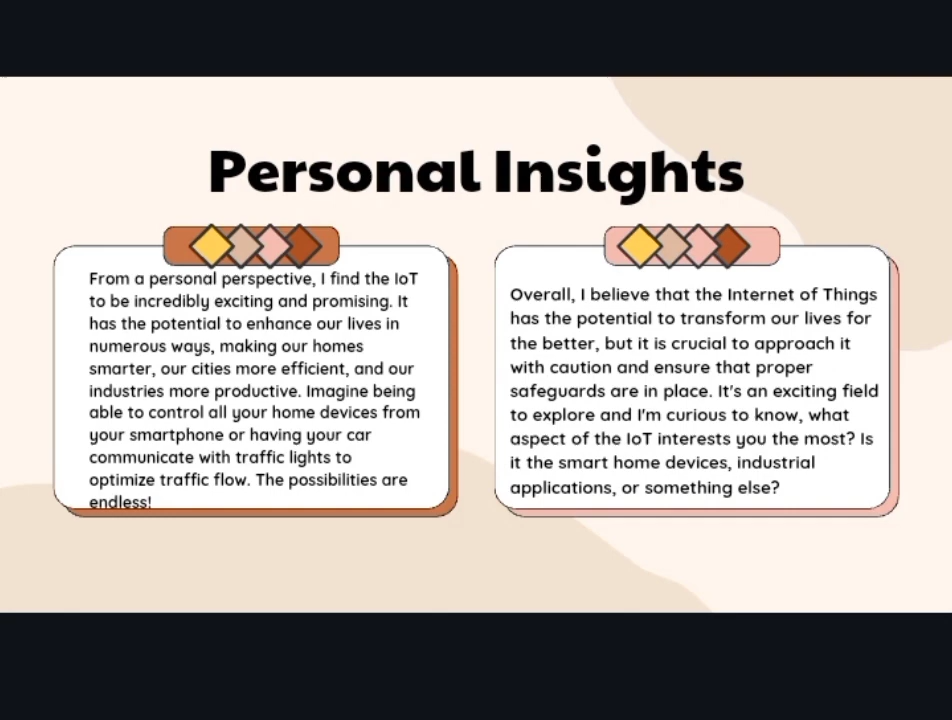 Personal Insights
From a personal perspective, I find the IoT
to be incredibly exciting and promising. It
has the potential to enhance our lives in
numerous ways, making our homes
smarter, our cities more efficient, and our
industries more productive. Imagine being
able to control all your home devices from
your smartphone or having your car
communicate with traffic lights to
optimize traffic flow. The possibilities are
endless!
Overall, I believe that the Internet of Things
has the potential to transform our lives for
the better, but it is crucial to approach it
with caution and ensure that proper
safeguards are in place. It's an exciting field
to explore and I'm curious to know, what
aspect of the IoT interests you the most? Is
it the smart home devices, industrial
applications, or something else?